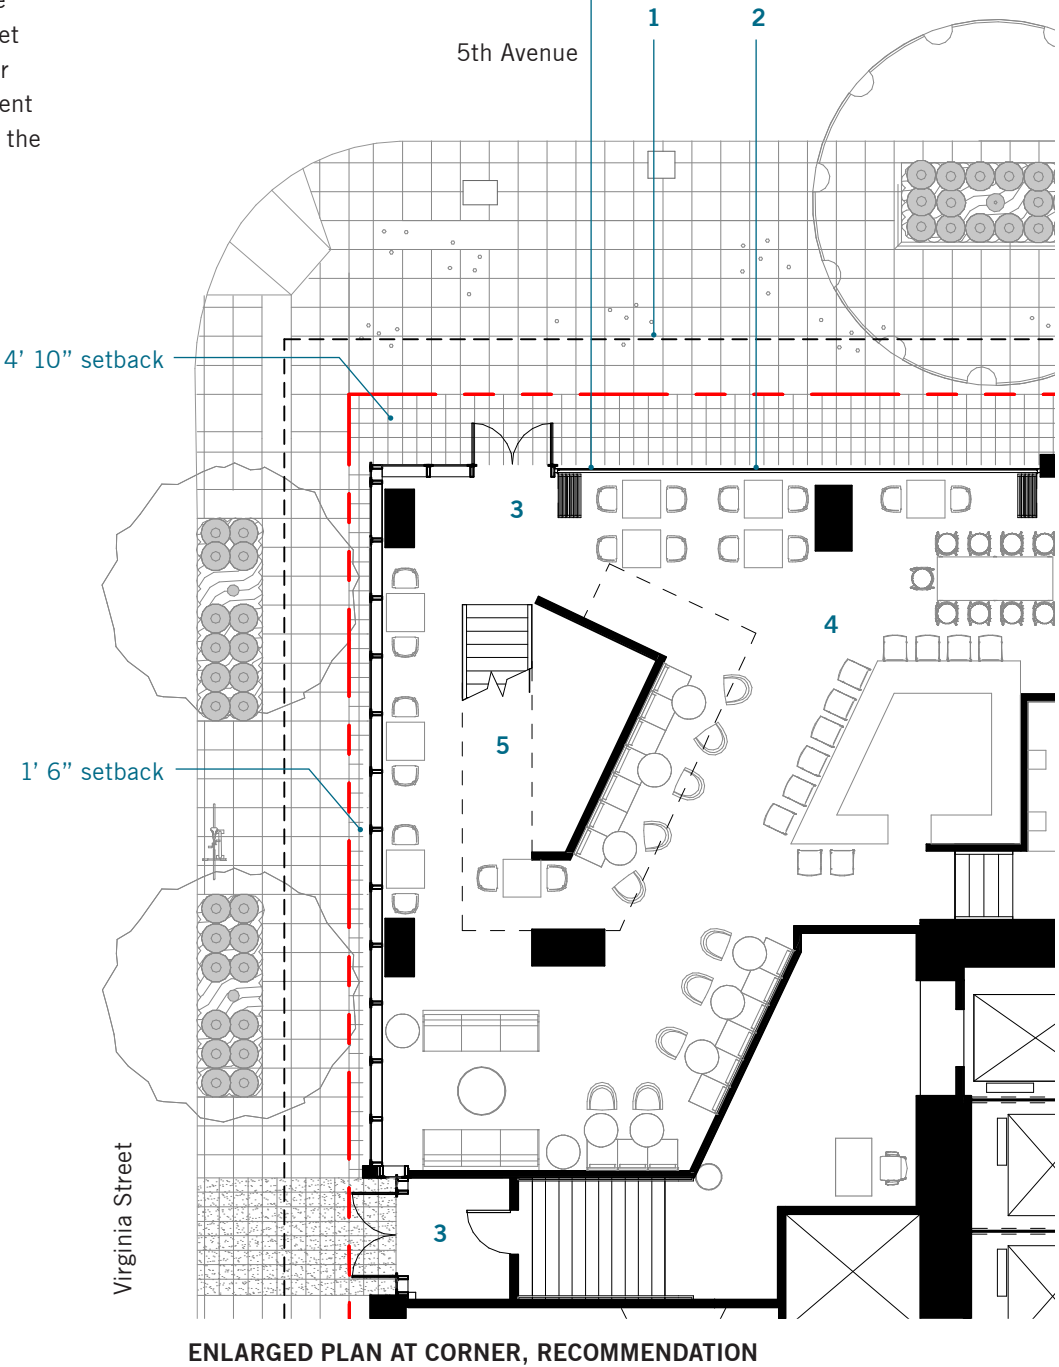 et
r
ent
the
1
2
5th Avenue
4’ 10” setback
3
4
5
1’ 6” setback
Virginia Street
3
ENLARGED PLAN AT CORNER, RECOMMENDATION